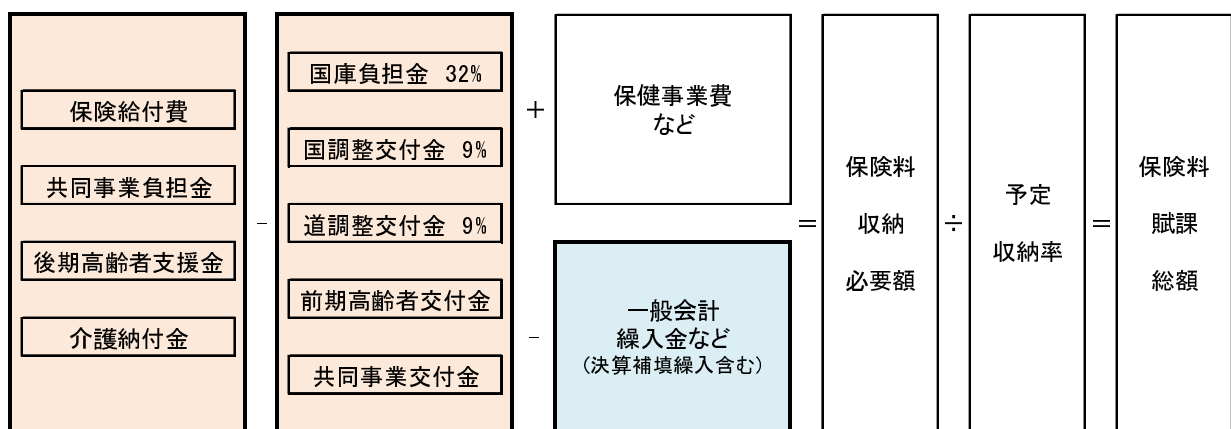 保険給付費
共同事業負担金
後期高齢者支援金
介護納付金
－
国庫負担金 32%
国調整交付金 9%
道調整交付金 9%
前期高齢者交付金
共同事業交付金
＋
保健事業費
など
－
一般会計
繰入金など
（決算補填繰入含む）
＝
保険料
収納
必要額
÷
予定
収納率
＝
保険料
賦課
総額